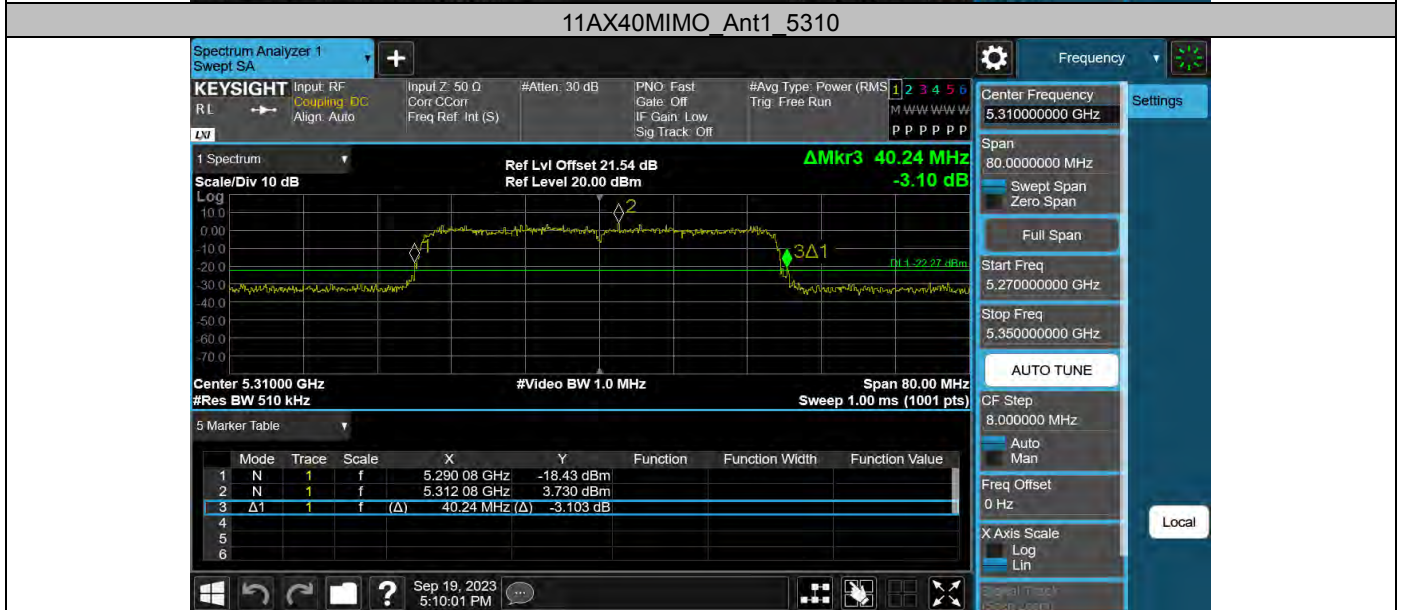 11AX40MIMO_Ant1_5310
Spectrum Analyzer 1
Swept SA
+
Frequency
KEYSIGHT
RL
LXI
Input: RF
Coupling: DC
Align: Auto
Input Z: 50 Ω
Corr CCorr
Freq Ref: Int (S)
#Atten: 30 dB
PNO: Fast
Gate: Off
IF Gain: Low
Sig Track: Off
#Avg Type: Power (RMS
Trig: Free Run
1 2 3 4 5 6
M W W W W W
P P P P P P
Settings
1 Spectrum
Scale/Div 10 dB
Ref Lvl Offset 21.54 dB
Ref Level 20.00 dBm
ΔMkr3 40.24 MHz
-3.10 dB
Log
10.0
0.00
-10.0
-20.0
-30.0
-40.0
-50.0
-60.0
-70.0
1
2
3Δ1
DL1 -22.27 dBm
Center 5.31000 GHz
#Res BW 510 kHz
#Video BW 1.0 MHz
Span 80.00 MHz
Sweep 1.00 ms (1001 pts)
5 Marker Table
Mode Trace Scale X Y Function Function Width Function Value
1 N 1 f 5.290 08 GHz -18.43 dBm
2 N 1 f 5.312 08 GHz 3.730 dBm
3 Δ1 1 f (Δ) 40.24 MHz (Δ) -3.103 dB
4
5
6
Center Frequency
5.310000000 GHz
Span
80.0000000 MHz
Swept Span
Zero Span
Full Span
Start Freq
5.270000000 GHz
Stop Freq
5.350000000 GHz
AUTO TUNE
CF Step
8.000000 MHz
Auto
Man
Freq Offset
0 Hz
X Axis Scale
Log
Lin
Local
?
Sep 19, 2023
5:10:01 PM